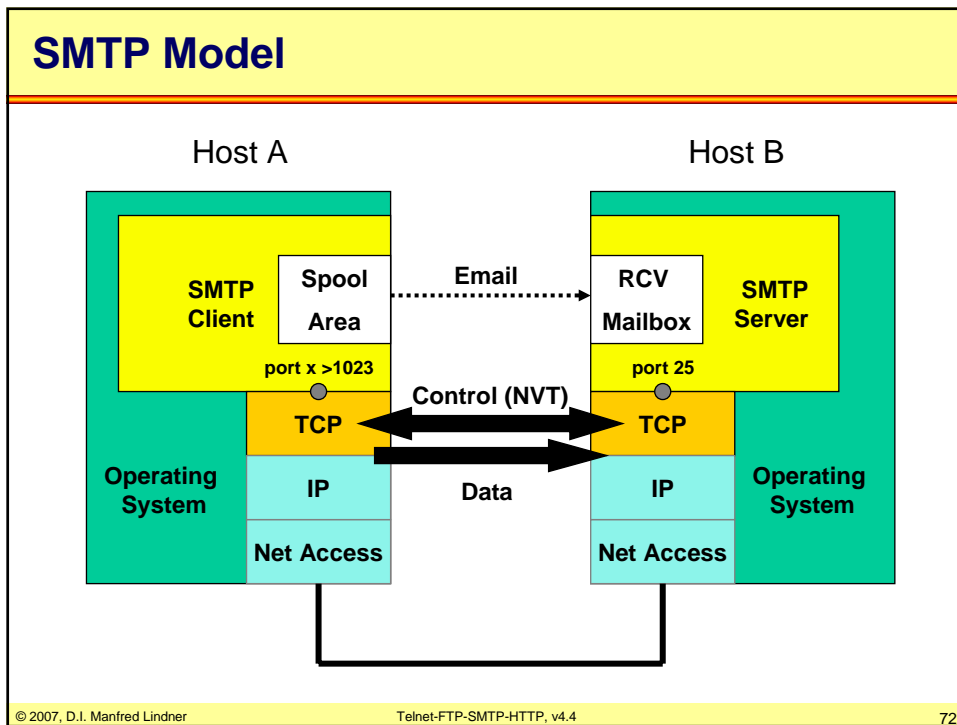 SMTP Model
Host A
Host B
SMTP
Client
Spool
Area
Email
RCV
Mailbox
SMTP
Server
port x >1023
port 25
Control (NVT)
TCP
TCP
Operating
System
IP
Data
IP
Operating
System
Net Access
Net Access
© 2007, D.I. Manfred Lindner
Telnet-FTP-SMTP-HTTP, v4.4
72